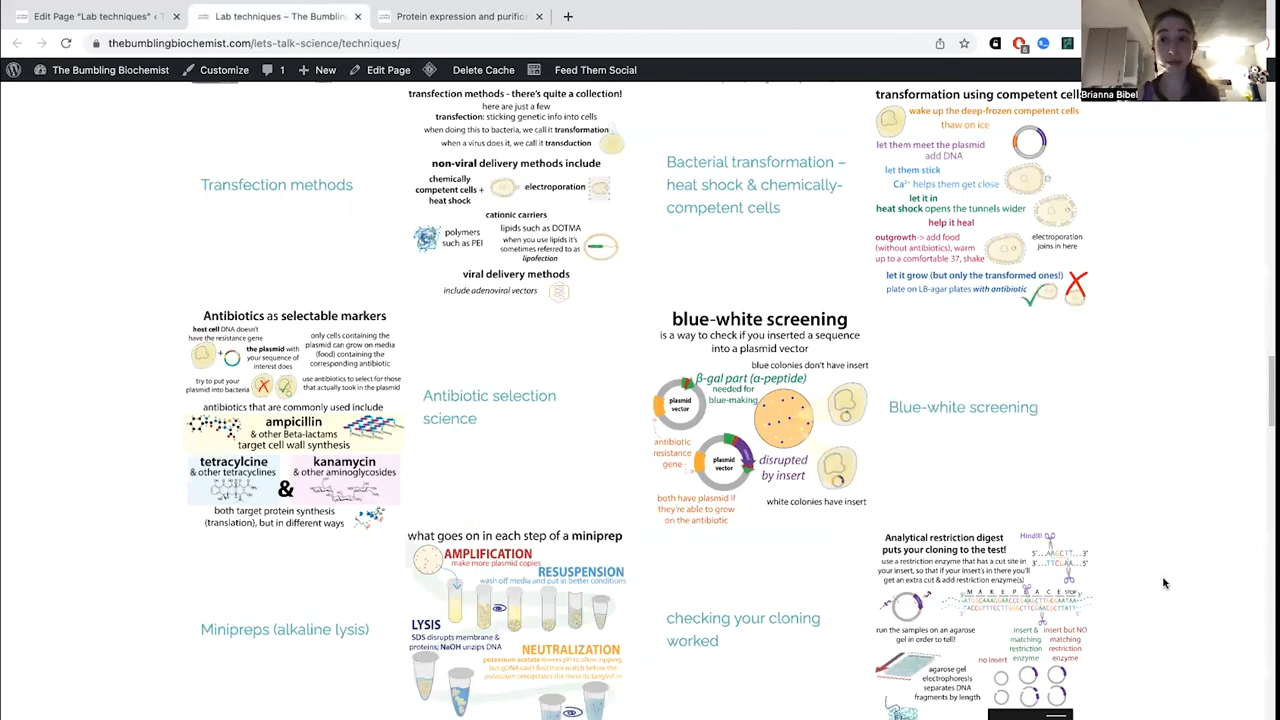 Edit Page "Lab techniques" ‹ T
Lab techniques – The Bumbling
Protein expression and purific
thebumblingbiochemist.com/lets-talk-science/techniques/
The Bumbling Biochemist
Customize
1
New
Edit Page
Delete Cache
Feed Them Social
Brianna Bibel
Transfection methods
transfection methods - there's quite a collection!
here are just a few
transfection: sticking genetic info into cells
when doing this to bacteria, we call it transformation
when a virus does it, we call it transduction
non-viral delivery methods include
chemically
competent cells +
heat shock
electroporation
cationic carriers
polymers
such as PEI
lipids such as DOTMA
when you use lipids it's
sometimes referred to as
lipofection
viral delivery methods
include adenoviral vectors
Bacterial transformation –
heat shock & chemically-
competent cells
transformation using competent cell
wake up the deep-frozen competent cells
thaw on ice
let them meet the plasmid
add DNA
let them stick
Ca²⁺ helps them get close
let it in
heat shock opens the tunnels wider
help it heal
outgrowth-> add food
(without antibiotics), warm
up to a comfortable 37, shake
electroporation
joins in here
let it grow (but only the transformed ones!)
plate on LB-agar plates with antibiotic
Antibiotics as selectable markers
host cell DNA doesn't
have the resistance gene
the plasmid with
your sequence of
interest does
only cells containing the
plasmid can grow on media
(food) containing the
corresponding antibiotic
try to put your
plasmid into bacteria
use antibiotics to select for those
that actually took in the plasmid
antibiotics that are commonly used include
ampicillin
& other Beta-lactams
target cell wall synthesis
tetracylcine
& other tetracyclines
&
kanamycin
& other aminoglycosides
both target protein synthesis
(translation), but in different ways
Antibiotic selection
science
blue-white screening
is a way to check if you inserted a sequence
into a plasmid vector
blue colonies don't have insert
β-gal part (α-peptide)
needed for
blue-making
plasmid
vector
antibiotic
resistance
gene
plasmid
vector
disrupted
by insert
both have plasmid if
they're able to grow
on the antibiotic
white colonies have insert
Blue-white screening
Minipreps (alkaline lysis)
what goes on in each step of a miniprep
AMPLIFICATION
make more plasmid copies
RESUSPENSION
wash off media and put in better conditions
LYSIS
SDS disrupts membrane &
proteins; NaOH unzips DNA
NEUTRALIZATION
checking your cloning
worked
Analytical restriction digest
puts your cloning to the test!
HindIII
use a restriction enzyme that has a cut site in
your insert, so that if your insert's in there you'll
get an extra cut & add restriction enzyme(s)
5'...AAGCTT...3'
3'...TTCGAA...5'
M A K E P E A C E STOP
run the samples on an agarose
gel in order to tell!
insert &
matching
restriction
enzyme
insert but NO
matching
restriction
enzyme
no insert
agarose gel
electrophoresis
separates DNA
fragments by length